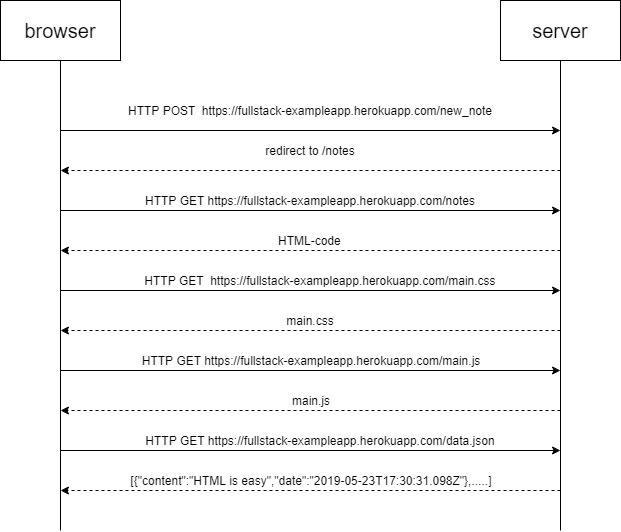 browser
server
HTTP POST  https://fullstack-exampleapp.herokuapp.com/new_note
redirect to /notes
HTTP GET https://fullstack-exampleapp.herokuapp.com/notes
HTML-code
HTTP GET  https://fullstack-exampleapp.herokuapp.com/main.css
main.css
HTTP GET https://fullstack-exampleapp.herokuapp.com/main.js
main.js
HTTP GET https://fullstack-exampleapp.herokuapp.com/data.json
[{"content":"HTML is easy","date":"2019-05-23T17:30:31.098Z"},.....]